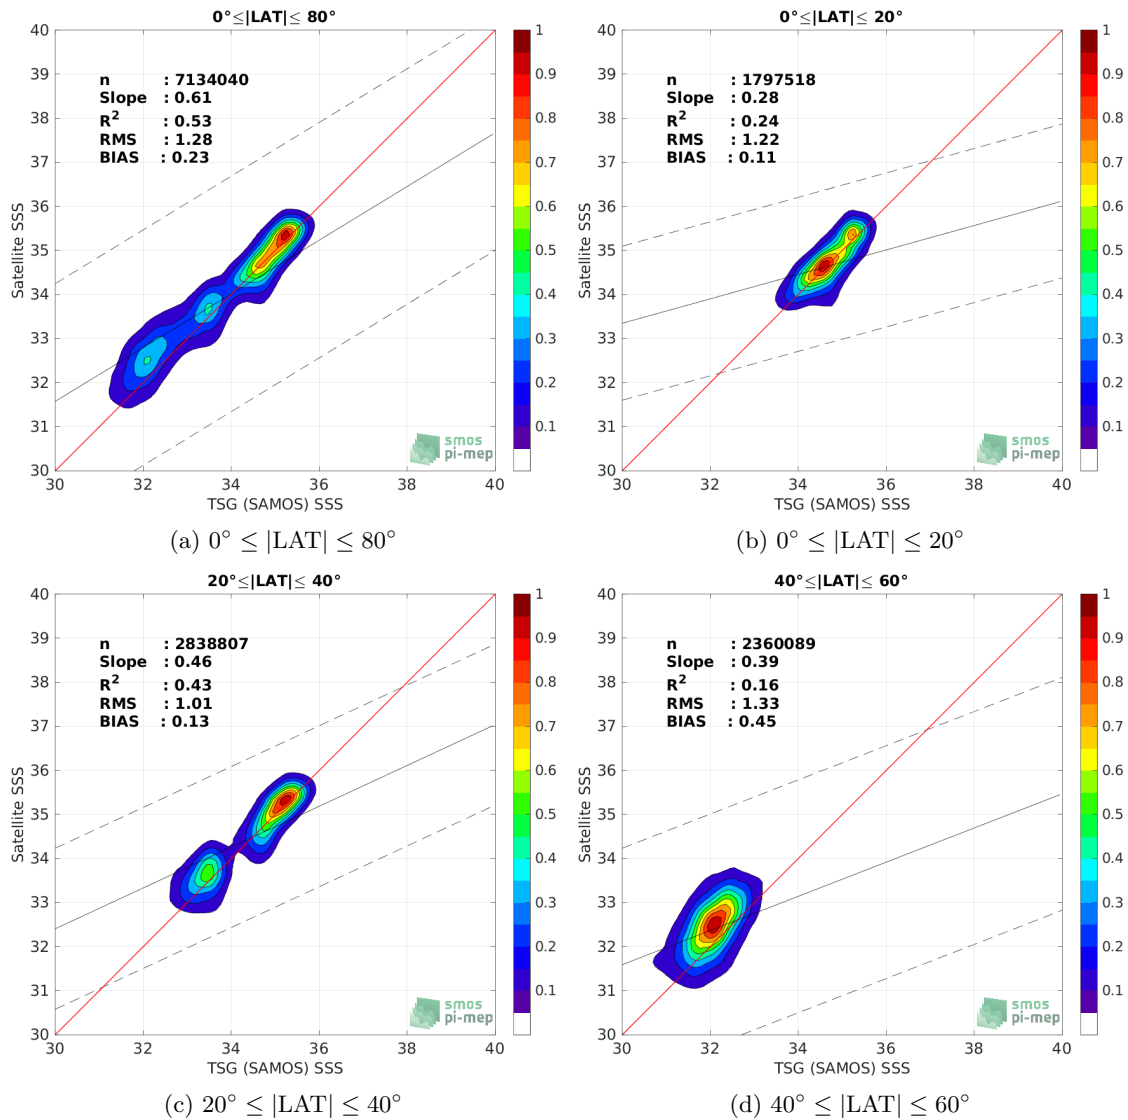 0°≤|LAT|≤ 80°
n : 7134040
Slope : 0.61
R² : 0.53
RMS : 1.28
BIAS : 0.23
40
39
38
37
36
35
34
33
32
31
30
Satellite SSS
30 32 34 36 38 40
TSG (SAMOS) SSS
1
0.9
0.8
0.7
0.6
0.5
0.4
0.3
0.2
0.1
smos
pi-mep
(a) 0° ≤ |LAT| ≤ 80°
0°≤|LAT|≤ 20°
n : 1797518
Slope : 0.28
R² : 0.24
RMS : 1.22
BIAS : 0.11
40
39
38
37
36
35
34
33
32
31
30
Satellite SSS
30 32 34 36 38 40
TSG (SAMOS) SSS
1
0.9
0.8
0.7
0.6
0.5
0.4
0.3
0.2
0.1
smos
pi-mep
(b) 0° ≤ |LAT| ≤ 20°
20°≤|LAT|≤ 40°
n : 2838807
Slope : 0.46
R² : 0.43
RMS : 1.01
BIAS : 0.13
40
39
38
37
36
35
34
33
32
31
30
Satellite SSS
30 32 34 36 38 40
TSG (SAMOS) SSS
1
0.9
0.8
0.7
0.6
0.5
0.4
0.3
0.2
0.1
smos
pi-mep
(c) 20° ≤ |LAT| ≤ 40°
40°≤|LAT|≤ 60°
n : 2360089
Slope : 0.39
R² : 0.16
RMS : 1.33
BIAS : 0.45
40
39
38
37
36
35
34
33
32
31
30
Satellite SSS
30 32 34 36 38 40
TSG (SAMOS) SSS
1
0.9
0.8
0.7
0.6
0.5
0.4
0.3
0.2
0.1
smos
pi-mep
(d) 40° ≤ |LAT| ≤ 60°